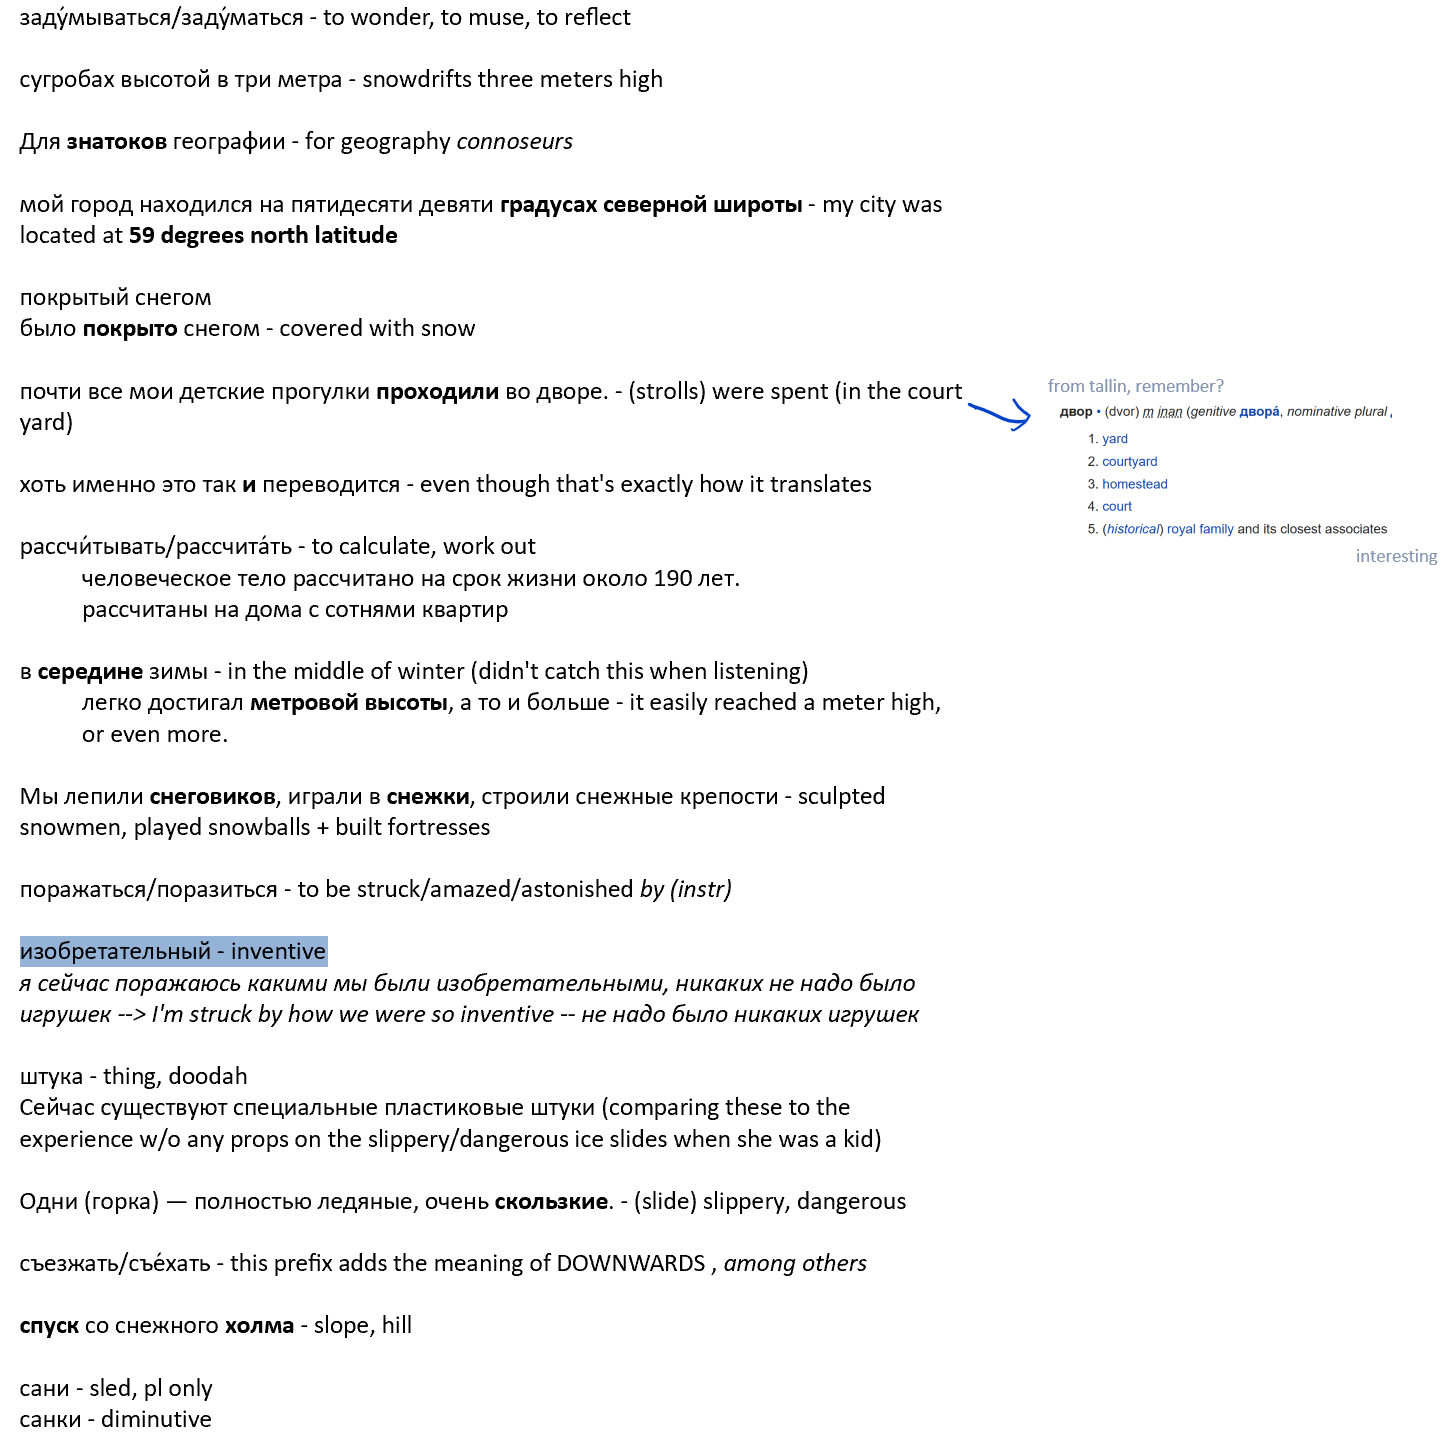 заду́мываться/заду́маться - to wonder, to muse, to reflect
сугробах высотой в три метра - snowdrifts three meters high
Для знатоков географии - for geography connoseurs
мой город находился на пятидесяти девяти градусах северной широты - my city was
located at 59 degrees north latitude
покрытый снегом
было покрыто снегом - covered with snow
почти все мои детские прогулки проходили во дворе. - (strolls) were spent (in the court
yard)
from tallin, remember?
двор • (dvor) m inan (genitive двора́, nominative plural ,
1. yard
2. courtyard
3. homestead
4. court
5. (historical) royal family and its closest associates
interesting
хоть именно это так и переводится - even though that's exactly how it translates
рассчи́тывать/рассчита́ть - to calculate, work out
человеческое тело рассчитано на срок жизни около 190 лет.
рассчитаны на дома с сотнями квартир
в середине зимы - in the middle of winter (didn't catch this when listening)
легко достигал метровой высоты, а то и больше - it easily reached a meter high,
or even more.
Мы лепили снеговиков, играли в снежки, строили снежные крепости - sculpted
snowmen, played snowballs + built fortresses
поражаться/поразиться - to be struck/amazed/astonished by (instr)
изобретательный - inventive
я сейчас поражаюсь какими мы были изобретательными, никаких не надо было
игрушек --> I'm struck by how we were so inventive -- не надо было никаких игрушек
штука - thing, doodah
Сейчас существуют специальные пластиковые штуки (comparing these to the
experience w/o any props on the slippery/dangerous ice slides when she was a kid)
Одни (горка) — полностью ледяные, очень скользкие. - (slide) slippery, dangerous
съезжать/съе́хать - this prefix adds the meaning of DOWNWARDS , among others
спуск со снежного холма - slope, hill
сани - sled, pl only
санки - diminutive